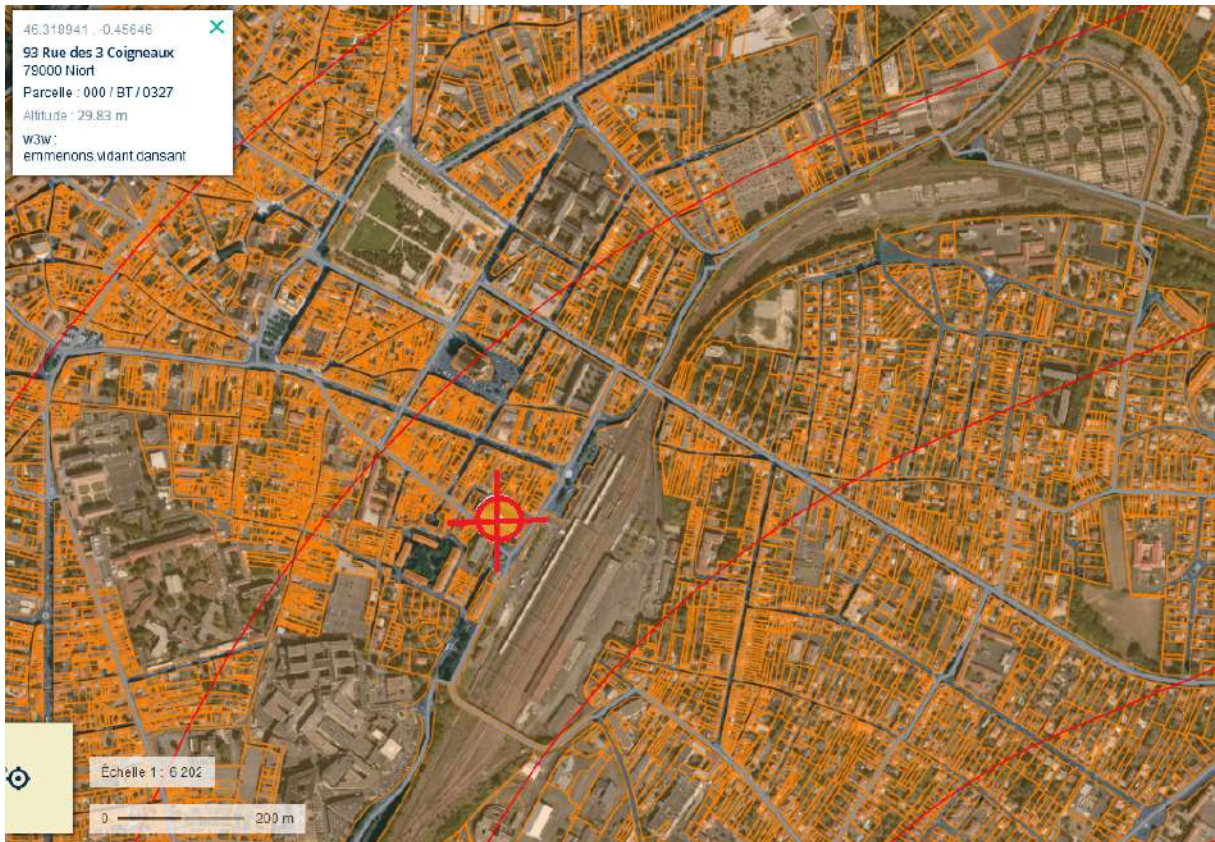 46.318941 , -0.45646
93 Rue des 3 Coigneaux
79000 Niort
Parcelle : 000 / BT / 0327
Altitude : 29.83 m
w3w :
emmenons.vidant.dansant
Échelle 1 : 6 202
0 200 m